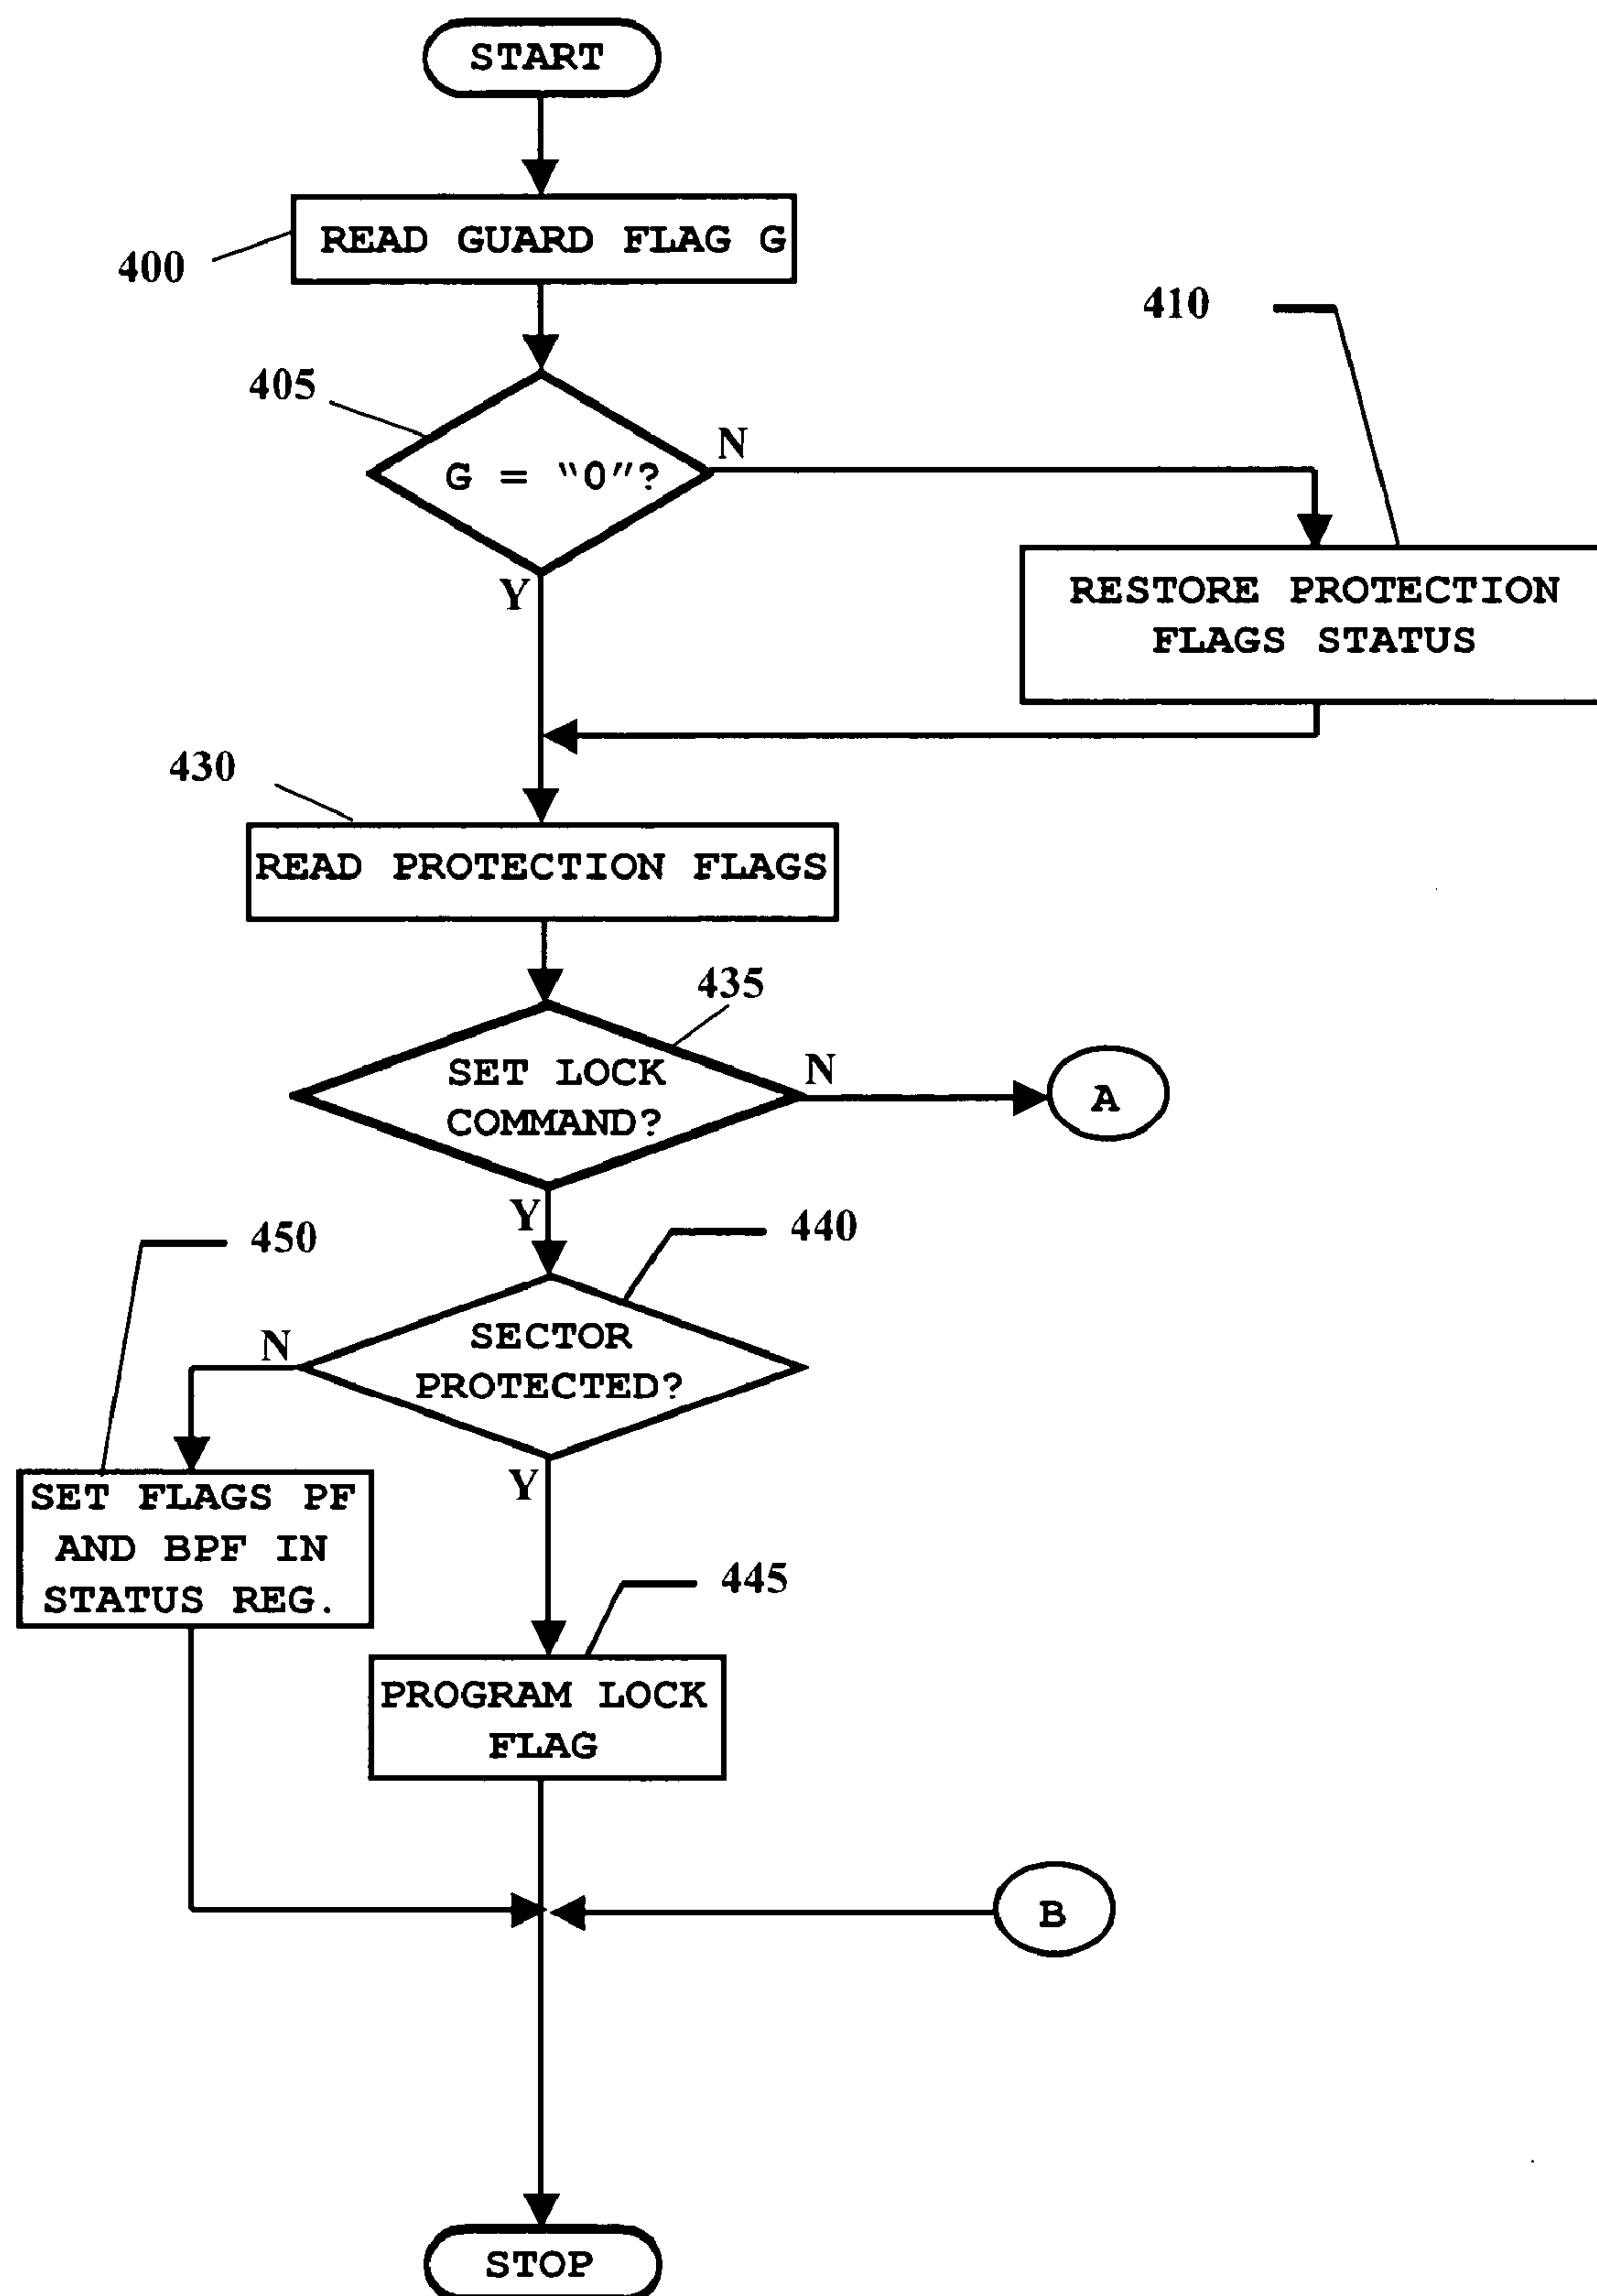 START
READ GUARD FLAG G
400
410
405
G = "0"?
N
Y
RESTORE PROTECTION
FLAGS STATUS
430
READ PROTECTION FLAGS
435
SET LOCK
COMMAND?
N
A
Y
450
440
SECTOR
PROTECTED?
N
Y
SET FLAGS PF
AND BPF IN
STATUS REG.
445
PROGRAM LOCK
FLAG
B
STOP